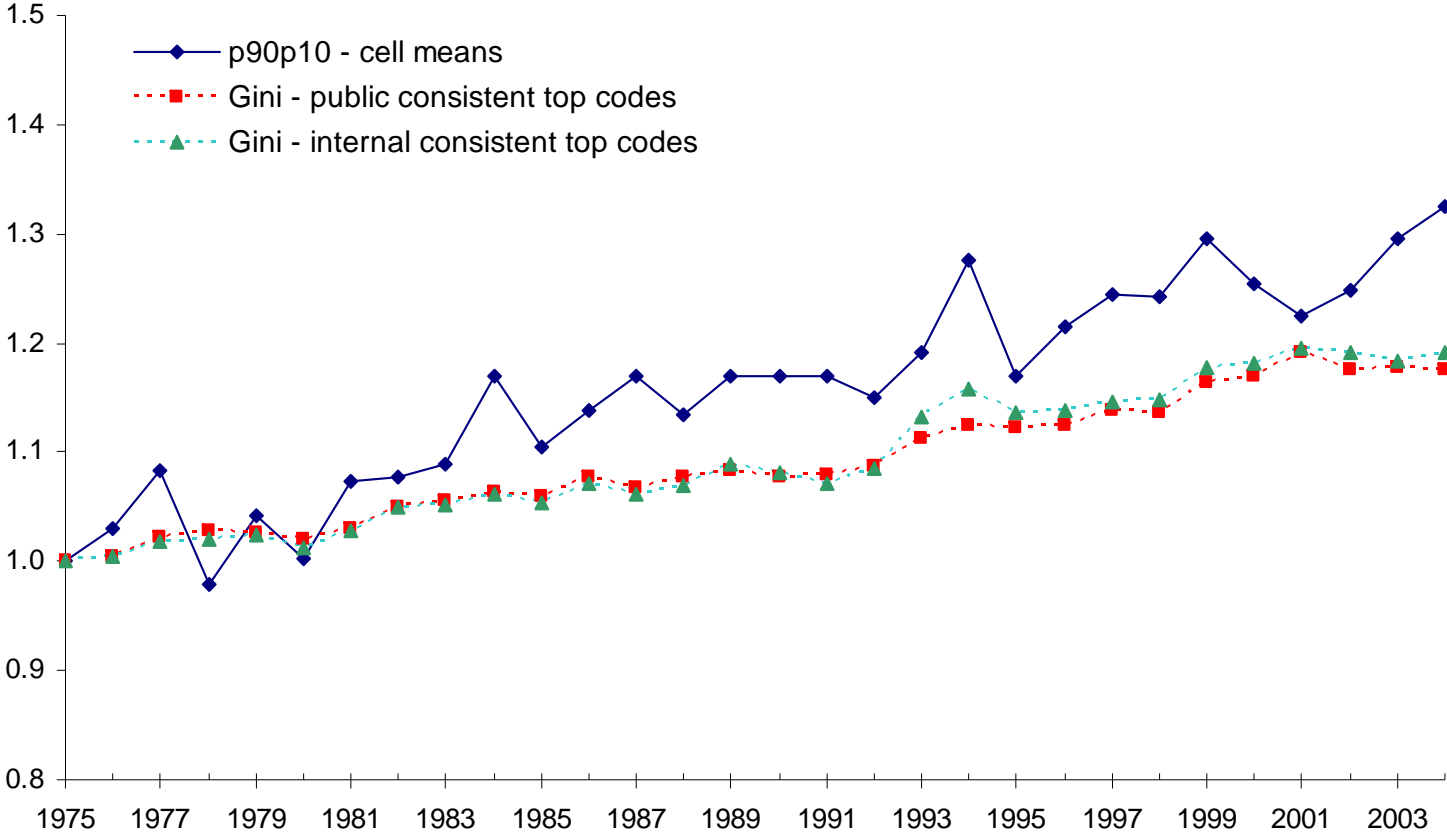 1.5
p90p10 - cell means
Gini - public consistent top codes
1.4
Gini - internal consistent top codes
1.3
1.2
1.1
1.0
0.9
0.8
1975 1977 1979 1981 1983 1985 1987 1989 1991 1993 1995 1997 1999 2001 2003